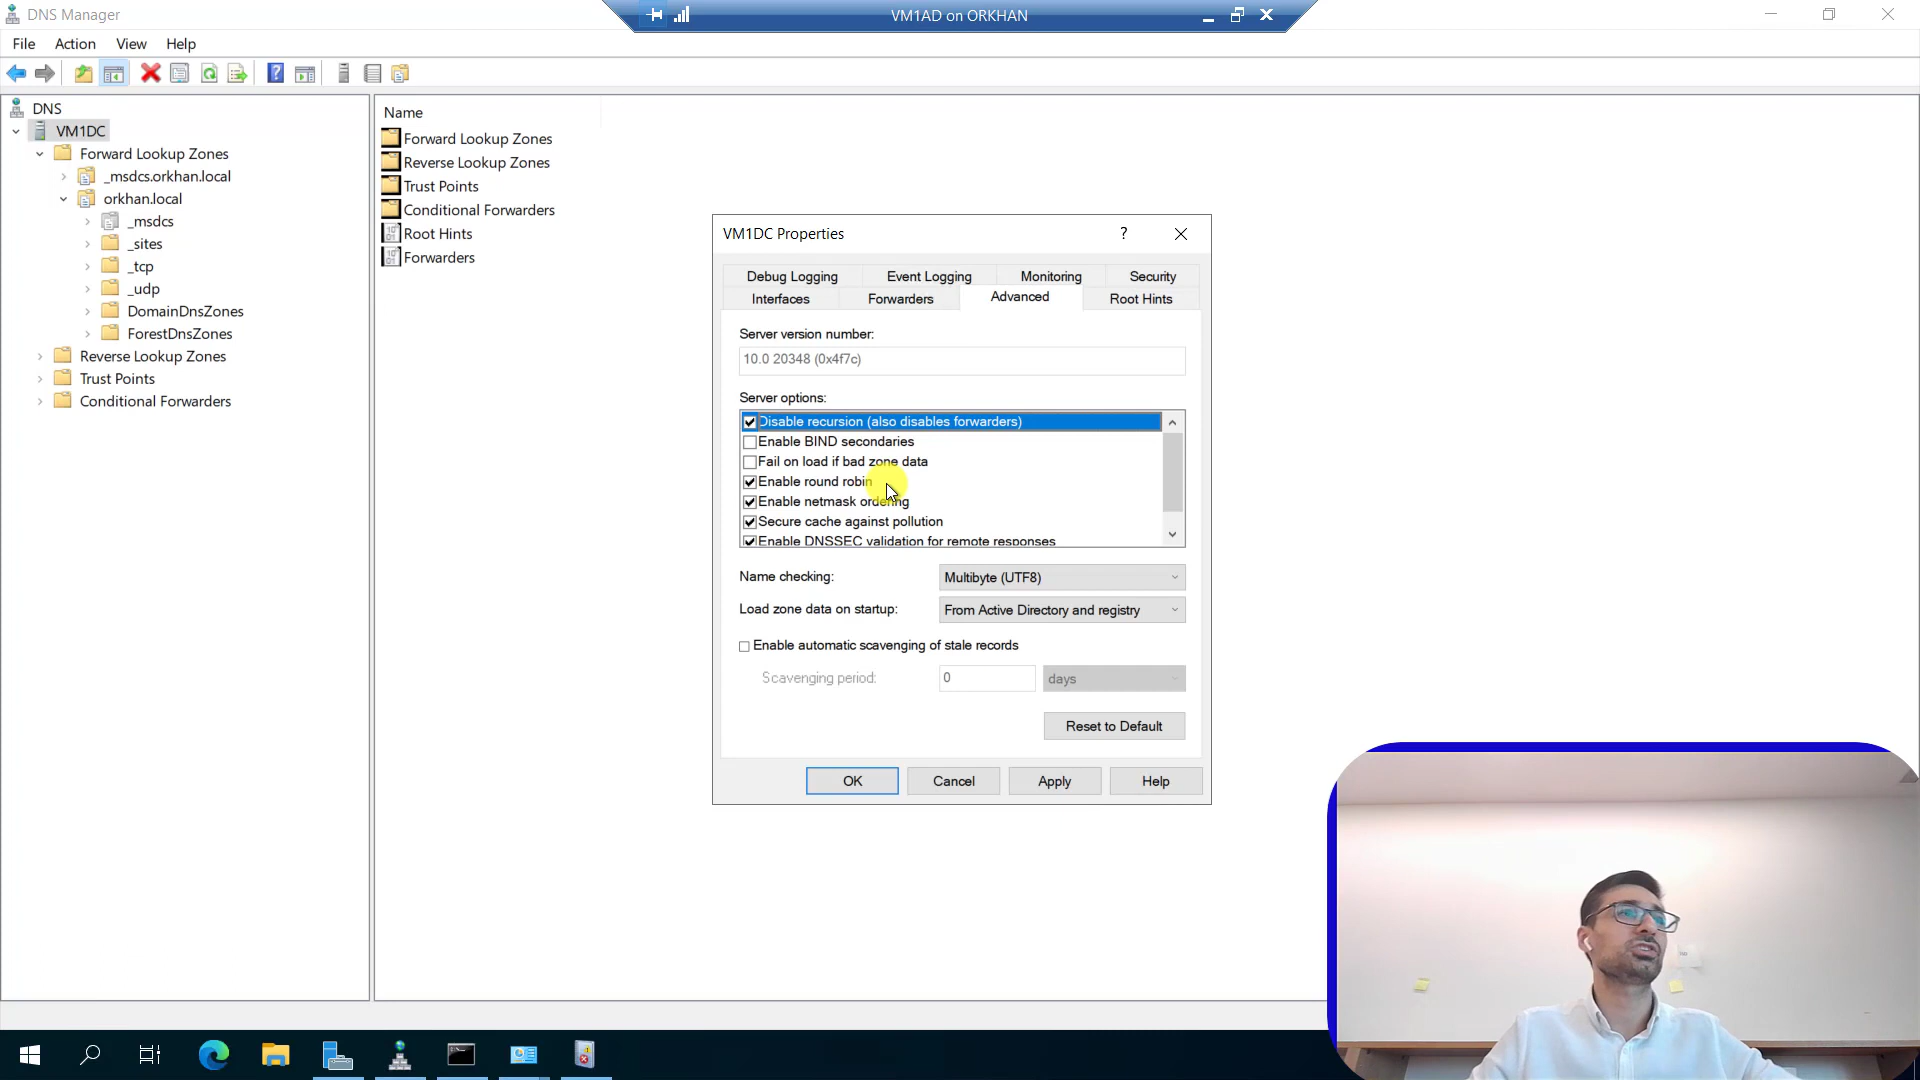 DNS Manager
VM1AD on ORKHAN
File Action View Help
DNS
VM1DC
Forward Lookup Zones
_msdcs.orkhan.local
orkhan.local
_msdcs
_sites
_tcp
_udp
DomainDnsZones
ForestDnsZones
Reverse Lookup Zones
Trust Points
Conditional Forwarders
Name
Forward Lookup Zones
Reverse Lookup Zones
Trust Points
Conditional Forwarders
Root Hints
Forwarders
VM1DC Properties
Debug Logging Event Logging Monitoring Security
Interfaces Forwarders Advanced Root Hints
Server version number:
10.0 20348 (0x4f7c)
Server options:
Disable recursion (also disables forwarders)
Enable BIND secondaries
Fail on load if bad zone data
Enable round robin
Enable netmask ordering
Secure cache against pollution
Enable DNSSEC validation for remote responses
Name checking: Multibyte (UTF8)
Load zone data on startup: From Active Directory and registry
Enable automatic scavenging of stale records
Scavenging period: 0 days
Reset to Default
OK Cancel Apply Help